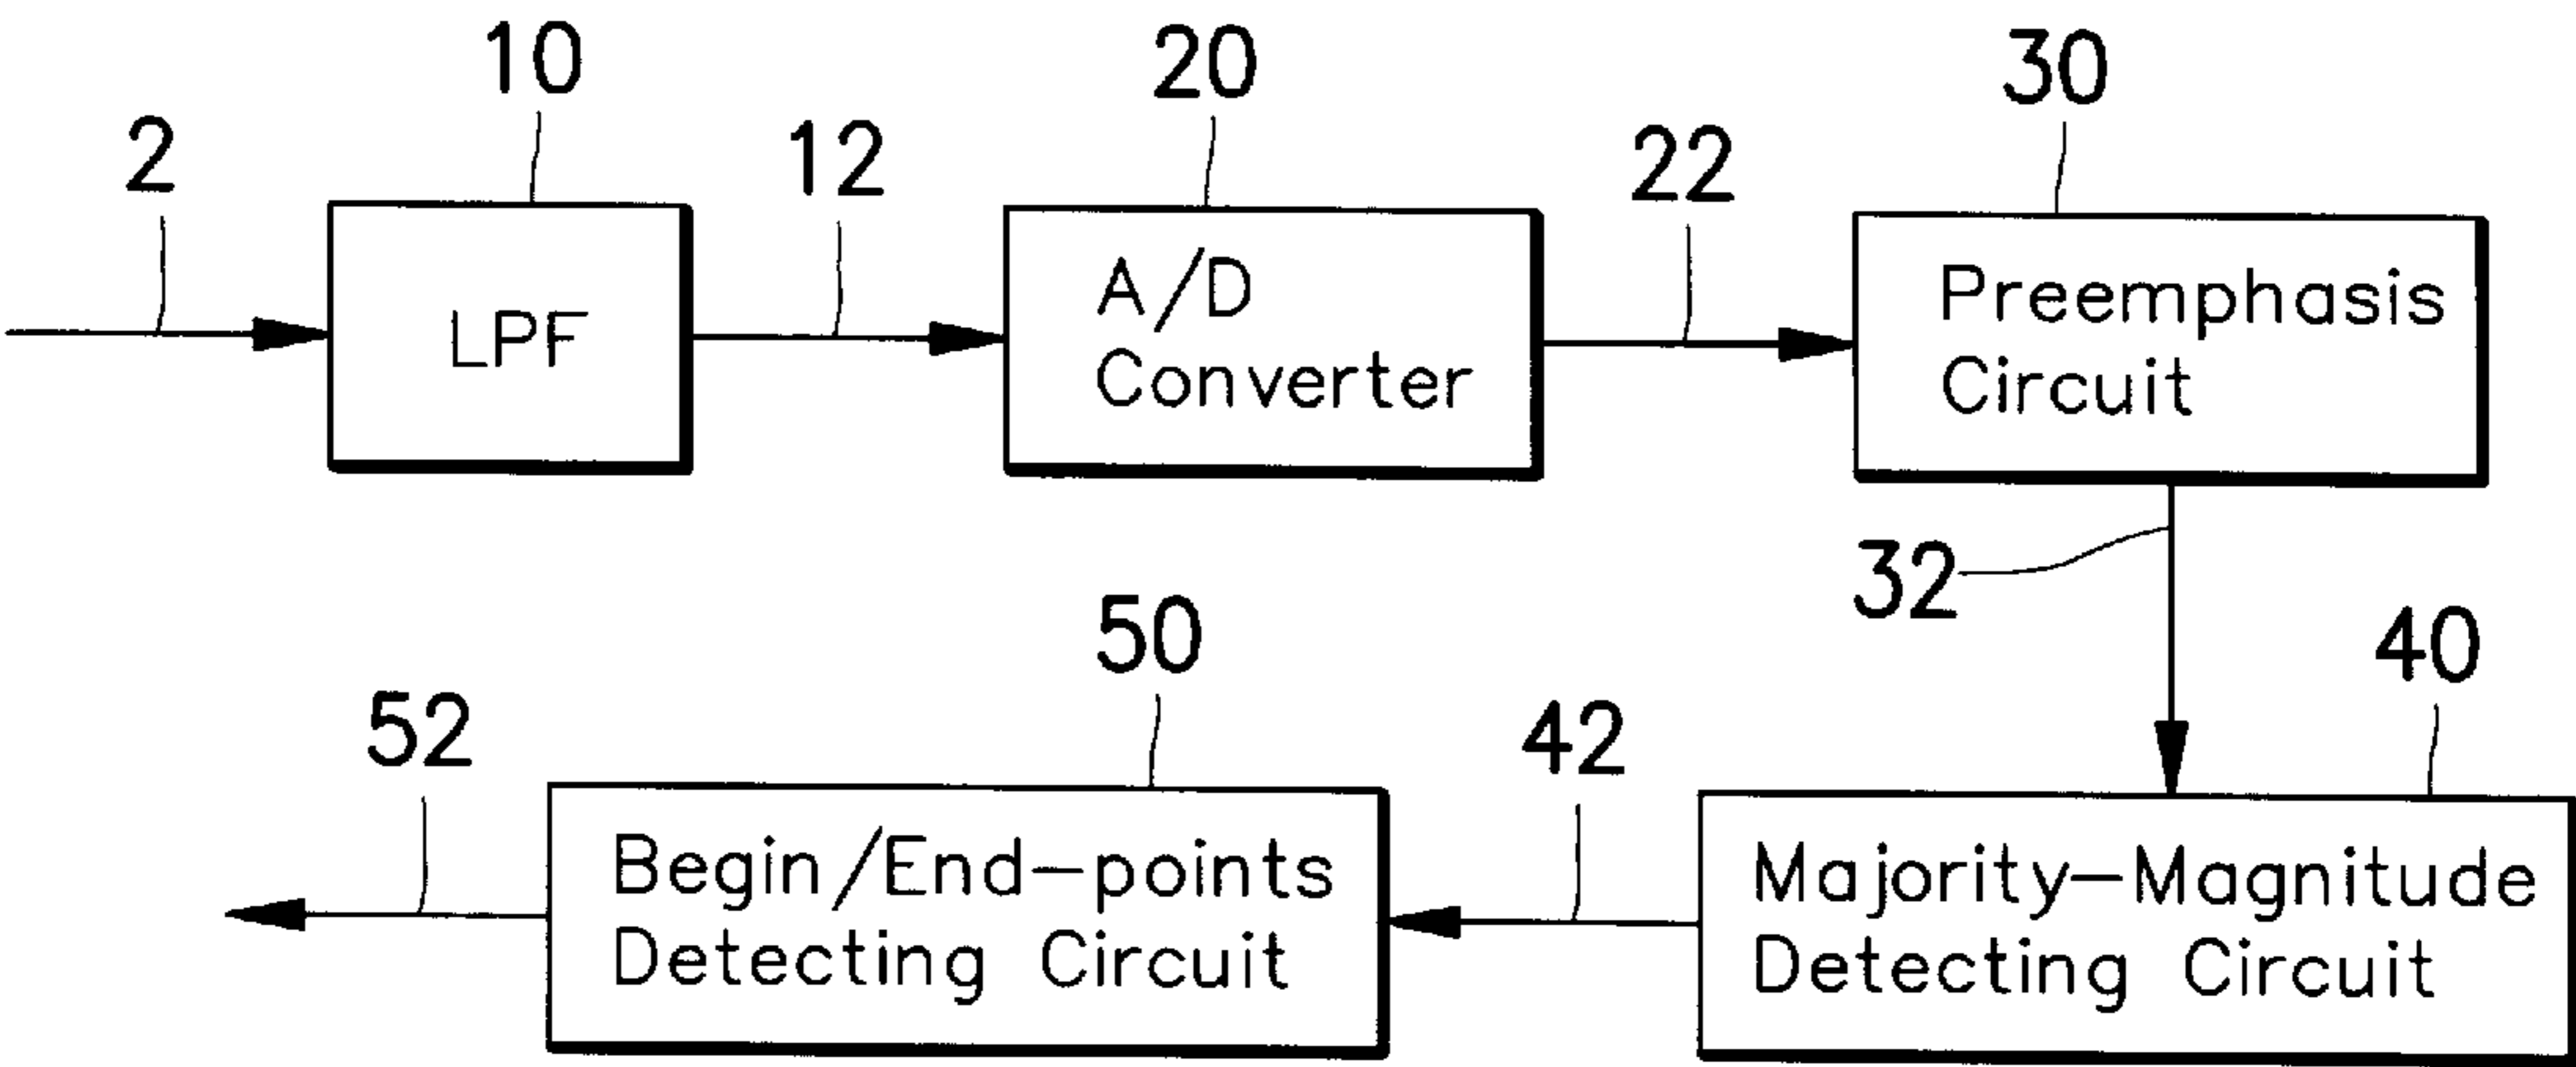 10
20
30
2
12
22
LPF
A/D
Converter
Preemphasis
Circuit
32
50
40
52
42
Begin/End-points
Detecting Circuit
Majority-Magnitude
Detecting Circuit